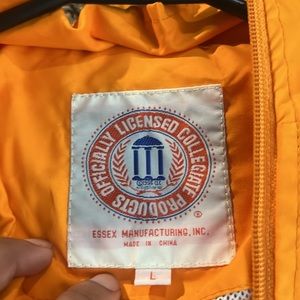 OFFICIALLY LICENSED COLLEGIATE PRODUCTS
®
ESSEX MANUFACTURING, INC.
MADE IN CHINA
L